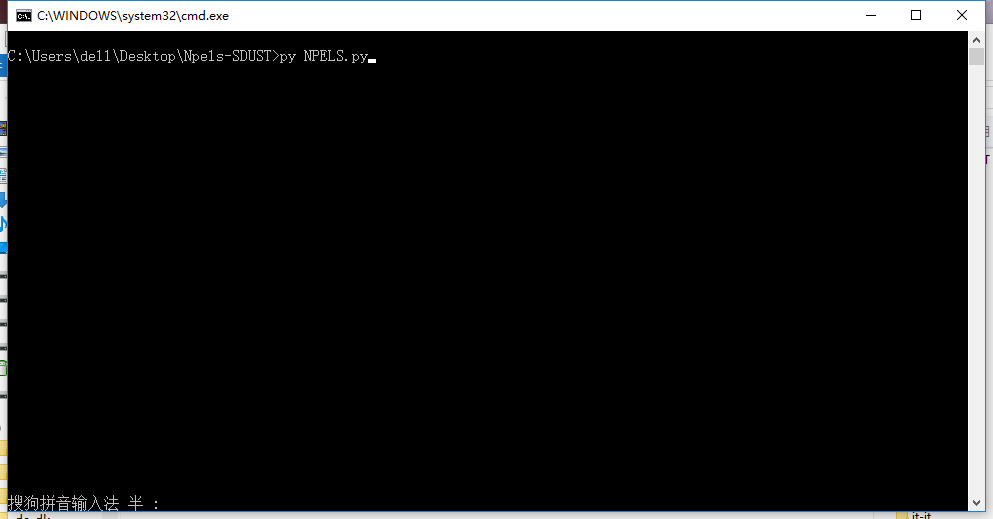 C:\WINDOWS\system32\cmd.exe
C:\Users\dell\Desktop\Npels-SDUST>py NPELS.py
搜狗拼音输入法 半 :